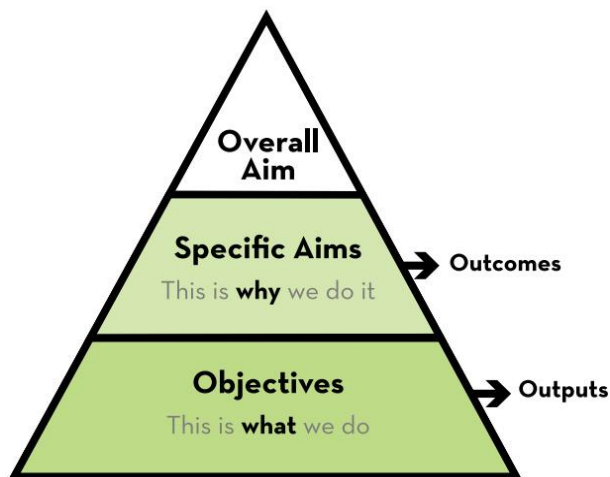 Overall
Aim
Specific Aims
This is why we do it
Outcomes
Objectives
This is what we do
Outputs